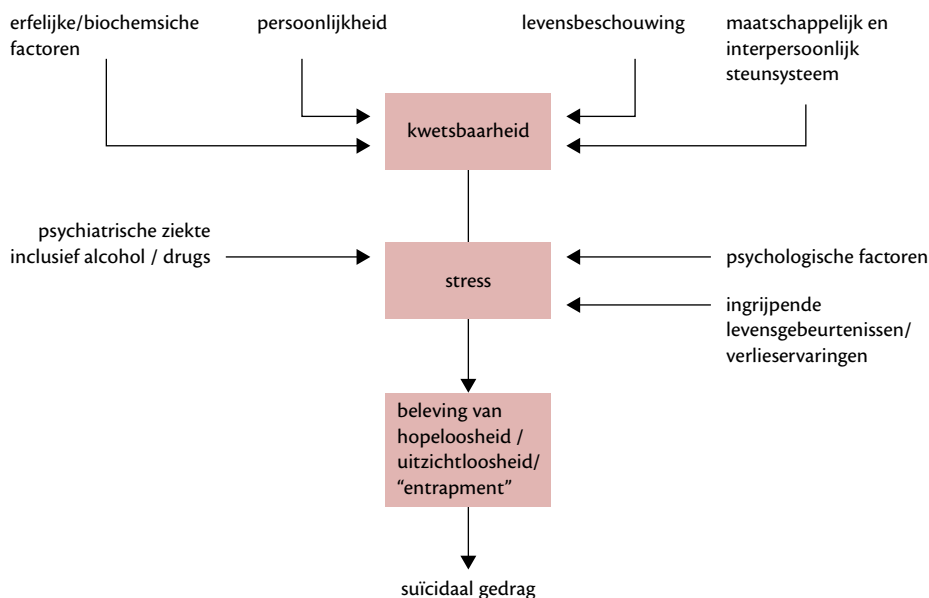 erfelijke/biochemsiche
factoren
persoonlijkheid
levensbeschouwing
maatschappelijk en
interpersoonlijk
steunsysteem
kwetsbaarheid
psychiatrische ziekte
inclusief alcohol / drugs
stress
psychologische factoren
ingrijpende
levensgebeurtenissen/
verlieservaringen
beleving van
hopeloosheid /
uitzichtloosheid/
“entrapment”
suïcidaal gedrag